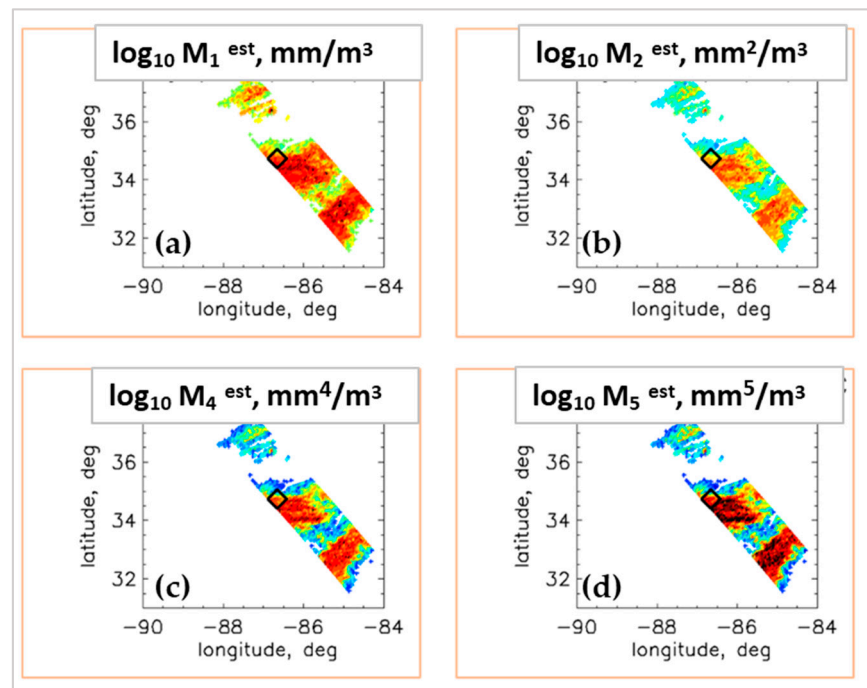 log₁₀ M₁ ᵉˢᵗ, mm/m³
36
34
32
latitude, deg
(a)
-90 -88 -86 -84
longitude, deg
log₁₀ M₂ ᵉˢᵗ, mm²/m³
36
34
32
latitude, deg
(b)
-90 -88 -86 -84
longitude, deg
log₁₀ M₄ ᵉˢᵗ, mm⁴/m³
36
34
32
latitude, deg
(c)
-90 -88 -86 -84
longitude, deg
log₁₀ M₅ ᵉˢᵗ, mm⁵/m³
36
34
32
latitude, deg
(d)
-90 -88 -86 -84
longitude, deg